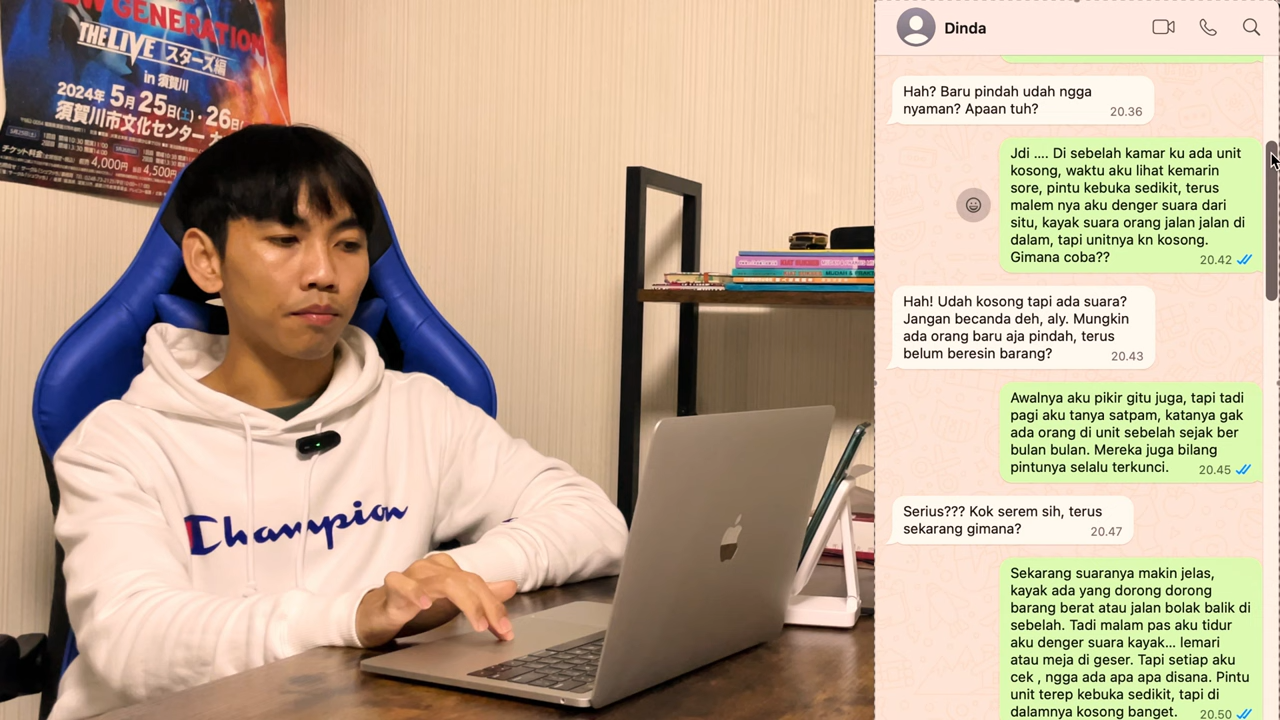 NEW GENERATION
THE LIVE スターズ編
in 須賀川
2024年 5月 25日(土)・26日
須賀川市文化センター
チケット料金
4,000円
4,500
Champion
Dinda
Hah? Baru pindah udah ngga
nyaman? Apaan tuh?
20.36
Jdi .... Di sebelah kamar ku ada unit
kosong, waktu aku lihat kemarin
sore, pintu kebuka sedikit, terus
malem nya aku denger suara dari
situ, kayak suara orang jalan jalan di
dalam, tapi unitnya kn kosong.
Gimana coba??
20.42
Hah! Udah kosong tapi ada suara?
Jangan becanda deh, aly. Mungkin
ada orang baru aja pindah, terus
belum beresin barang?
20.43
Awalnya aku pikir gitu juga, tapi tadi
pagi aku tanya satpam, katanya gak
ada orang di unit sebelah sejak ber
bulan bulan. Mereka juga bilang
pintunya selalu terkunci.
20.45
Serius??? Kok serem sih, terus
sekarang gimana?
20.47
Sekarang suaranya makin jelas,
kayak ada yang dorong dorong
barang berat atau jalan bolak balik di
sebelah. Tadi malam pas aku tidur
aku denger suara kayak... lemari
atau meja di geser. Tapi setiap aku
cek , ngga ada apa apa disana. Pintu
unit terep kebuka sedikit, tapi di
dalamnya kosong banget.
20.50